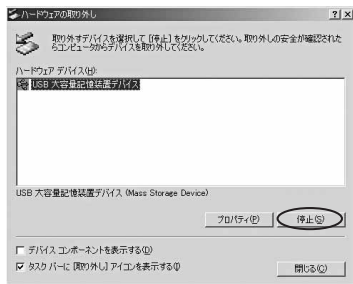 ハードウェアの取り外し
取り外すデバイスを選択して [停止] をクリックしてください。取り外しの安全が確認された
らコンピュータからデバイスを取り外してください。
ハードウェア デバイス(H):
USB 大容量記憶装置デバイス
USB 大容量記憶装置デバイス (Mass Storage Device)
プロパティ(P)
停止(S)
デバイス コンポーネントを表示する(D)
タスク バーに [取り外し] アイコンを表示する(I)
閉じる(C)